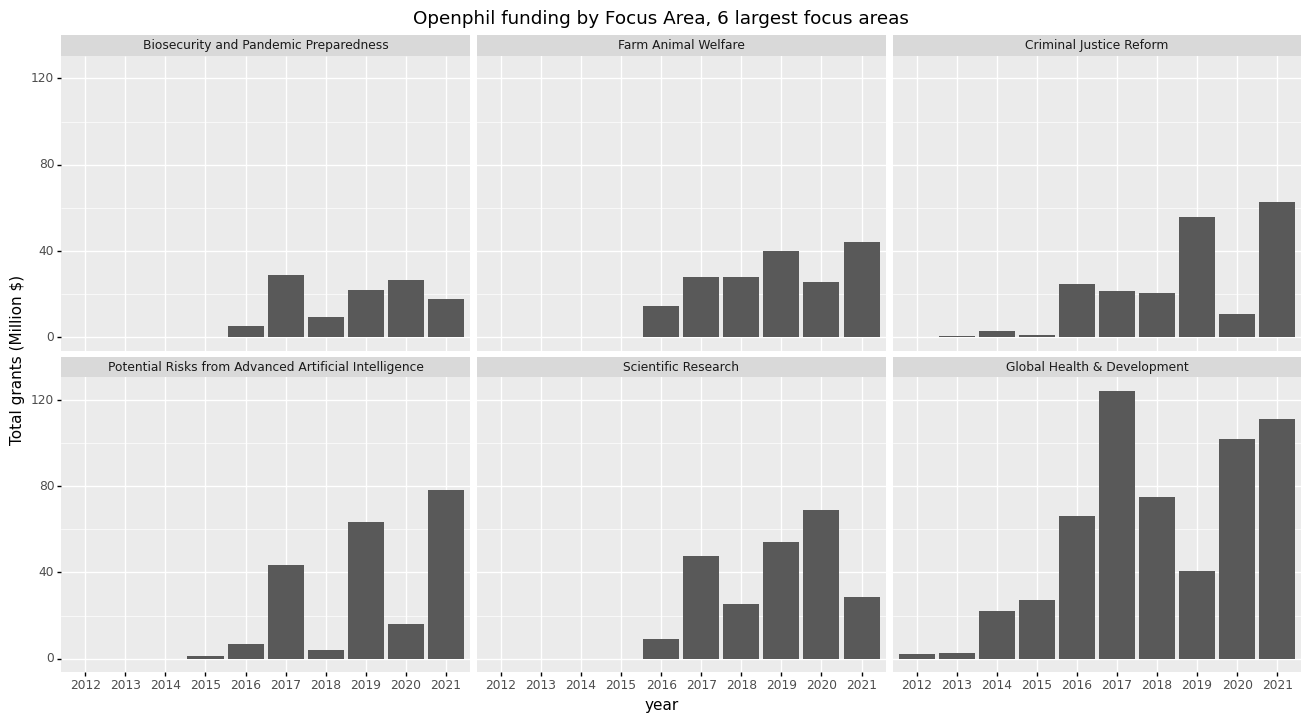 Openphil funding by Focus Area, 6 largest focus areas
Biosecurity and Pandemic Preparedness
Farm Animal Welfare
Criminal Justice Reform
120
80
40
0
Potential Risks from Advanced Artificial Intelligence
Scientific Research
Global Health & Development
120
80
40
0
Total grants (Million $)
2012 2013 2014 2015 2016 2017 2018 2019 2020 2021
2012 2013 2014 2015 2016 2017 2018 2019 2020 2021
2012 2013 2014 2015 2016 2017 2018 2019 2020 2021
year